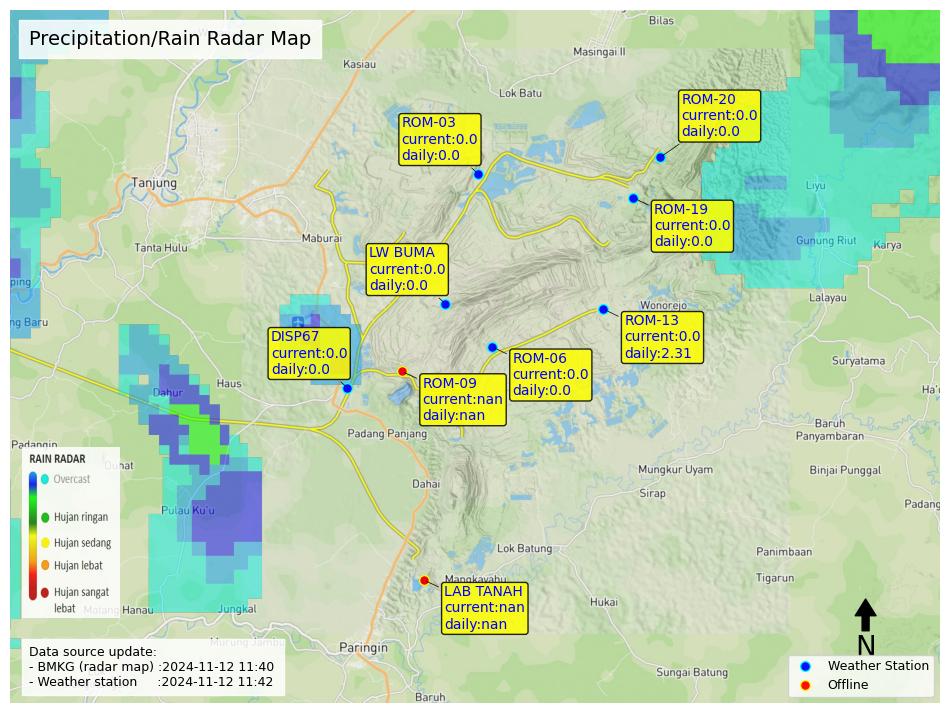 Precipitation/Rain Radar Map
Bilas
Masingai II
Kasiau
Lok Batu
ROM-20
current:0.0
daily:0.0
ROM-03
current:0.0
daily:0.0
Tanjung
Liyu
ROM-19
current:0.0
daily:0.0
Maburai
Tanta Hulu
Gunung Riut
Karya
LW BUMA
current:0.0
daily:0.0
ping
Lalayau
Wonorejo
ng Baru
ROM-13
current:0.0
daily:2.31
DISP67
current:0.0
daily:0.0
ROM-06
current:0.0
daily:0.0
Suryatama
Haus
Dahur
ROM-09
current:nan
daily:nan
Ha'u
Baruh
Panyambaran
Padang Panjang
Padangin
RAIN RADAR
Overcast
Hujan ringan
Hujan sedang
Hujan lebat
Hujan sangat
lebat
Mungkur Uyam
Binjai Punggal
Dahai
Sirap
Padang
Pulau Ku'u
Lok Batung
Panimbaan
Mangkayahu
Tigarun
LAB TANAH
current:nan
daily:nan
Hukai
Hanau
Jungkal
Murung Jambu
Paringin
Sungai Batung
Baruh
Data source update:
- BMKG (radar map) :2024-11-12 11:40
- Weather station :2024-11-12 11:42
N
Weather Station
Offline